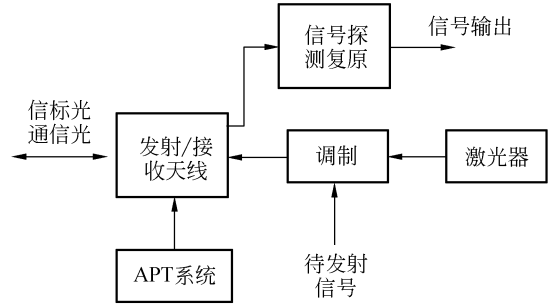 信号探
测复原
信号输出
信标光
通信光
发射/接
收天线
调制
激光器
APT系统
待发射
信号